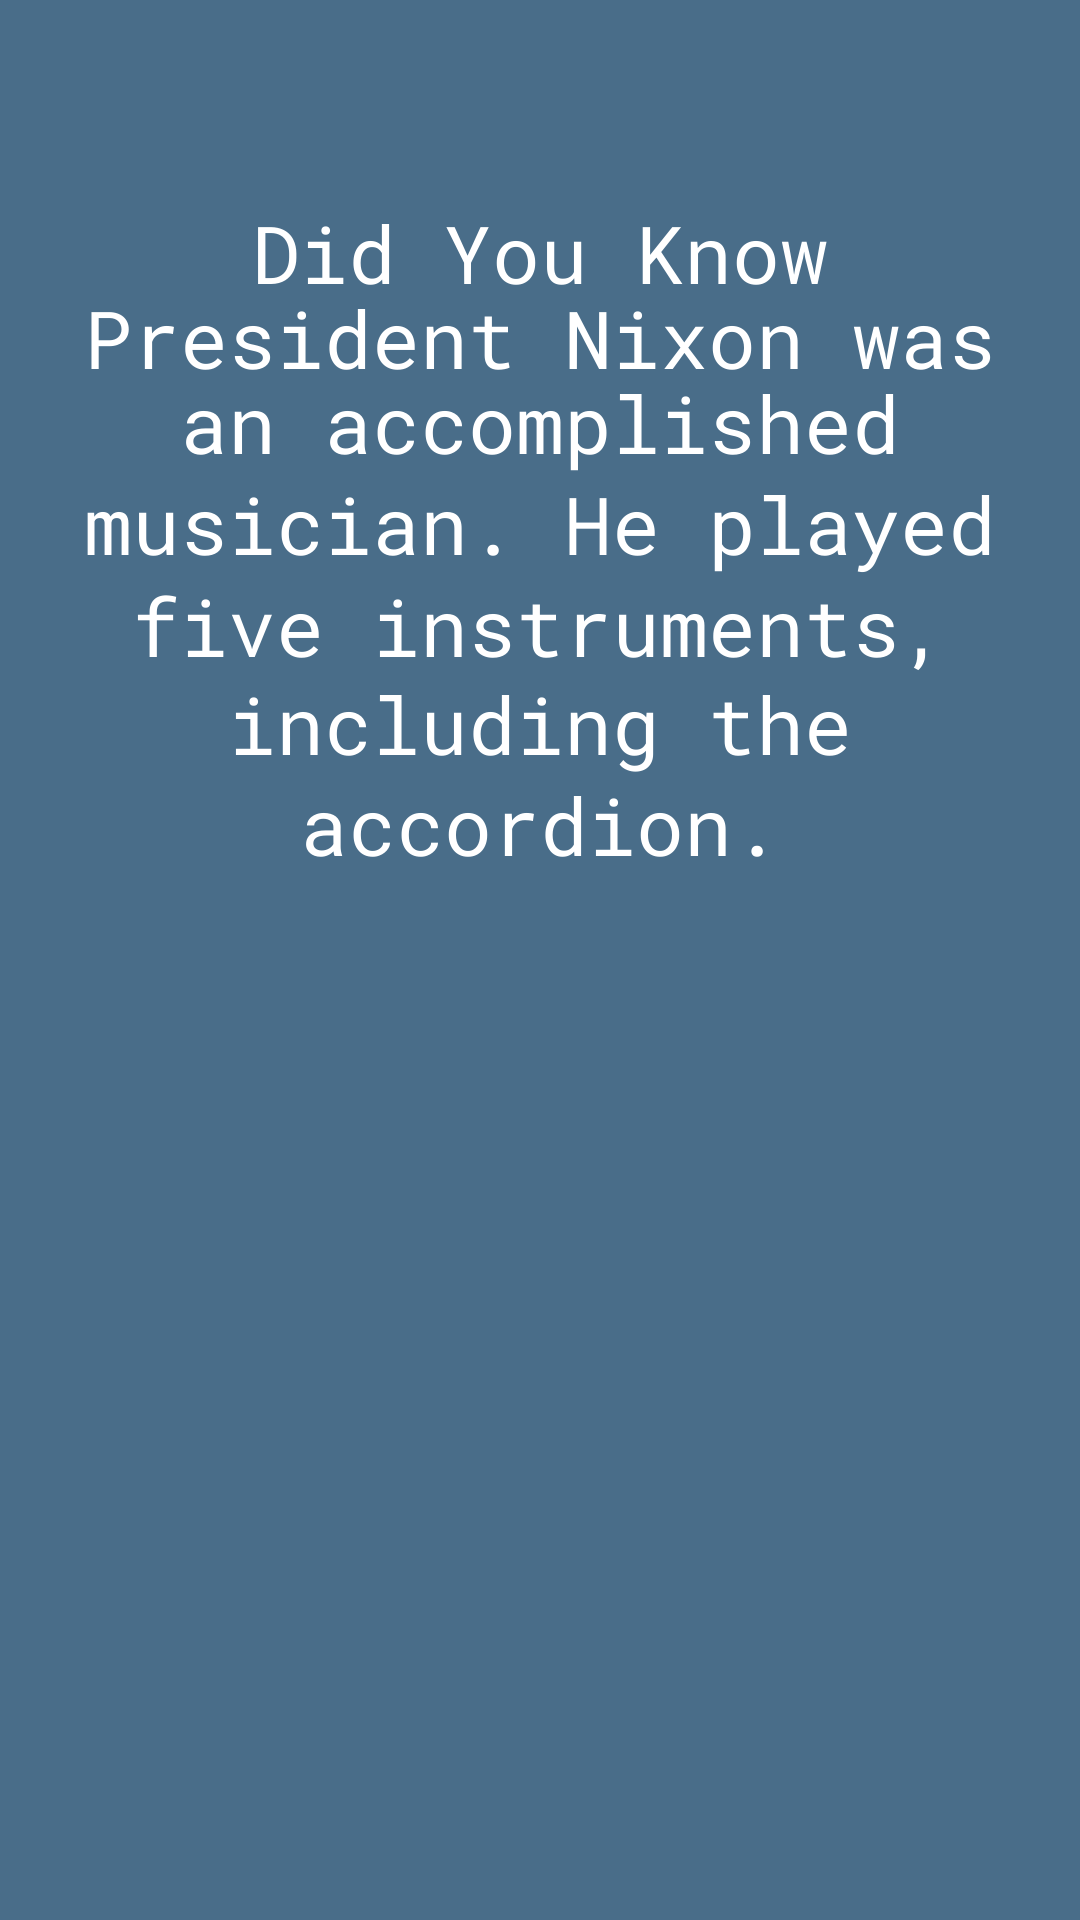 Did You Know
President Nixon was
an accomplished
musician. He played
five instruments,
including the
accordion.